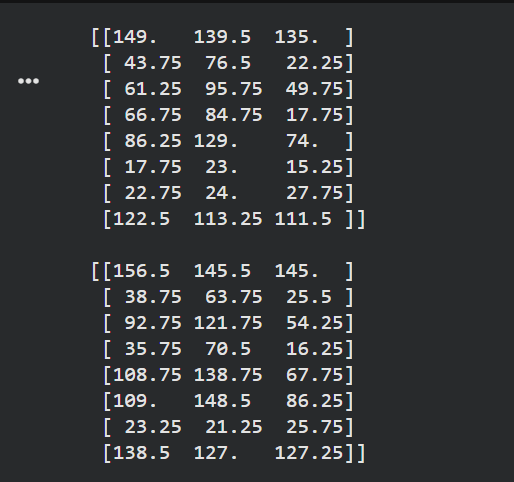 [[149.   139.5  135.  ]
 [ 43.75  76.5   22.25]
 [ 61.25  95.75  49.75]
 [ 66.75  84.75  17.75]
 [ 86.25 129.    74.  ]
 [ 17.75  23.    15.25]
 [ 22.75  24.    27.75]
 [122.5  113.25 111.5 ]]
[[156.5  145.5  145.  ]
 [ 38.75  63.75  25.5 ]
 [ 92.75 121.75  54.25]
 [ 35.75  70.5   16.25]
 [108.75 138.75  67.75]
 [109.   148.5   86.25]
 [ 23.25  21.25  25.75]
 [138.5  127.   127.25]]